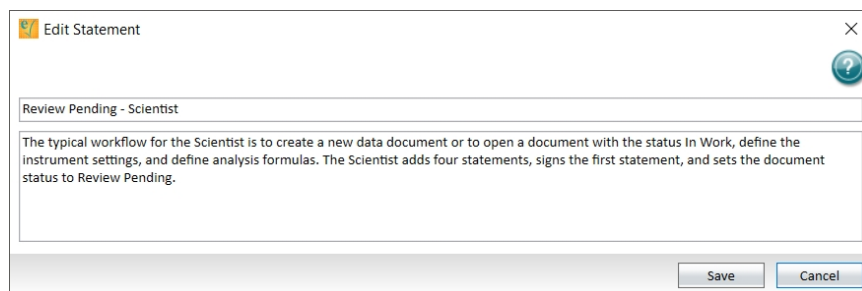 Edit Statement
?
Review Pending - Scientist
The typical workflow for the Scientist is to create a new data document or to open a document with the status In Work, define the
instrument settings, and define analysis formulas. The Scientist adds four statements, signs the first statement, and sets the document
status to Review Pending.
Save Cancel